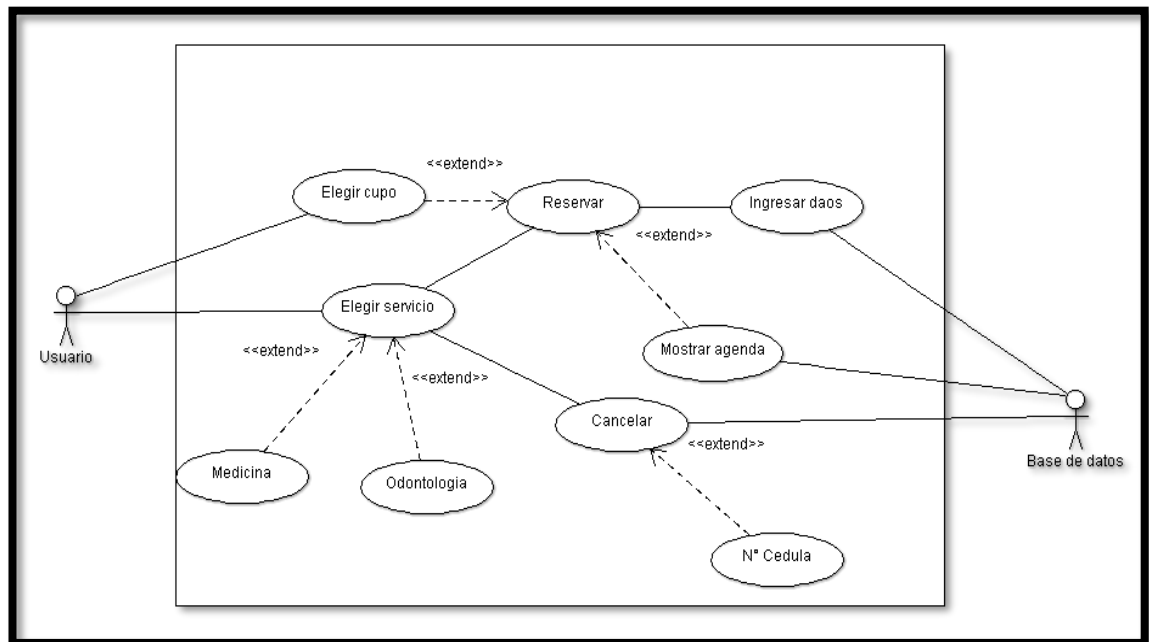 <<extend>>
Elegir cupo
Reservar
Ingresar daos
<<extend>>
Elegir servicio
<<extend>>
Usuario
Mostrar agenda
<<extend>>
Cancelar
<<extend>>
Base de datos
Medicina
Odontologia
N° Cedula